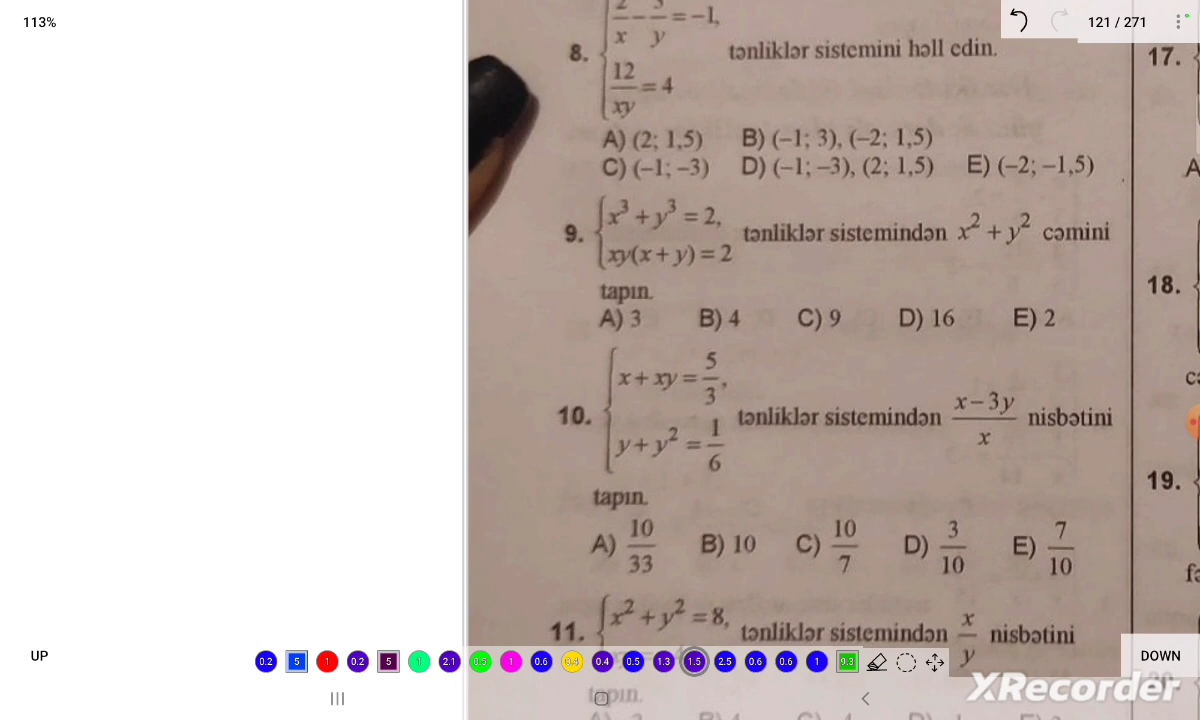 113%
121 / 271
8. { 2/x − 3/y = −1, 12/xy = 4 tənliklər sistemini həll edin.
A) (2; 1,5) B) (−1; 3), (−2; 1,5)
C) (−1; −3) D) (−1; −3), (2; 1,5) E) (−2; −1,5)
9. { x³ + y³ = 2, xy(x + y) = 2 tənliklər sistemindən x² + y² cəmini
tapın.
A) 3 B) 4 C) 9 D) 16 E) 2
10. { x + xy = 5/3, y + y² = 1/6 tənliklər sistemindən (x − 3y)/x nisbətini
tapın.
A) 10/33 B) 10 C) 10/7 D) 3/10 E) 7/10
11. { x² + y² = 8, tənliklər sistemindən x/y nisbətini
tapın.
17.
A
18.
19.
UP
0.2 5 1 0.2 5 1 2.1 0.5 1 0.6 0.4 0.4 0.5 1.3 1.5 2.5 0.6 0.6 1 9.3
DOWN
XRecorder